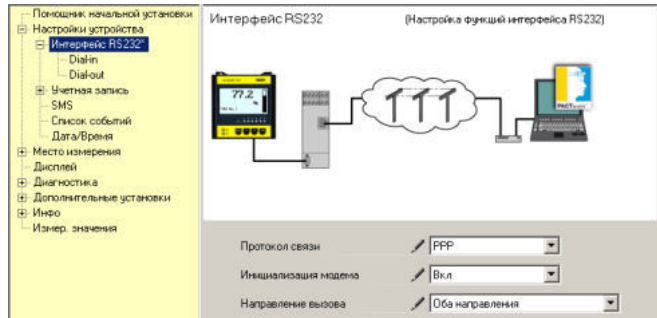 Помощник начальной установки
Настройки устройства
Интерфейс RS232*
Dial-in
Dial-out
Учетная запись
SMS
Список событий
Дата/Время
Место измерения
Дисплей
Диагностика
Дополнительные установки
Инфо
Измер. значения
Интерфейс RS232
(Настройка функций интерфейса RS232)
77.2
PACT
Протокол связи
PPP
Инициализация модема
Вкл
Направление вызова
Оба направления